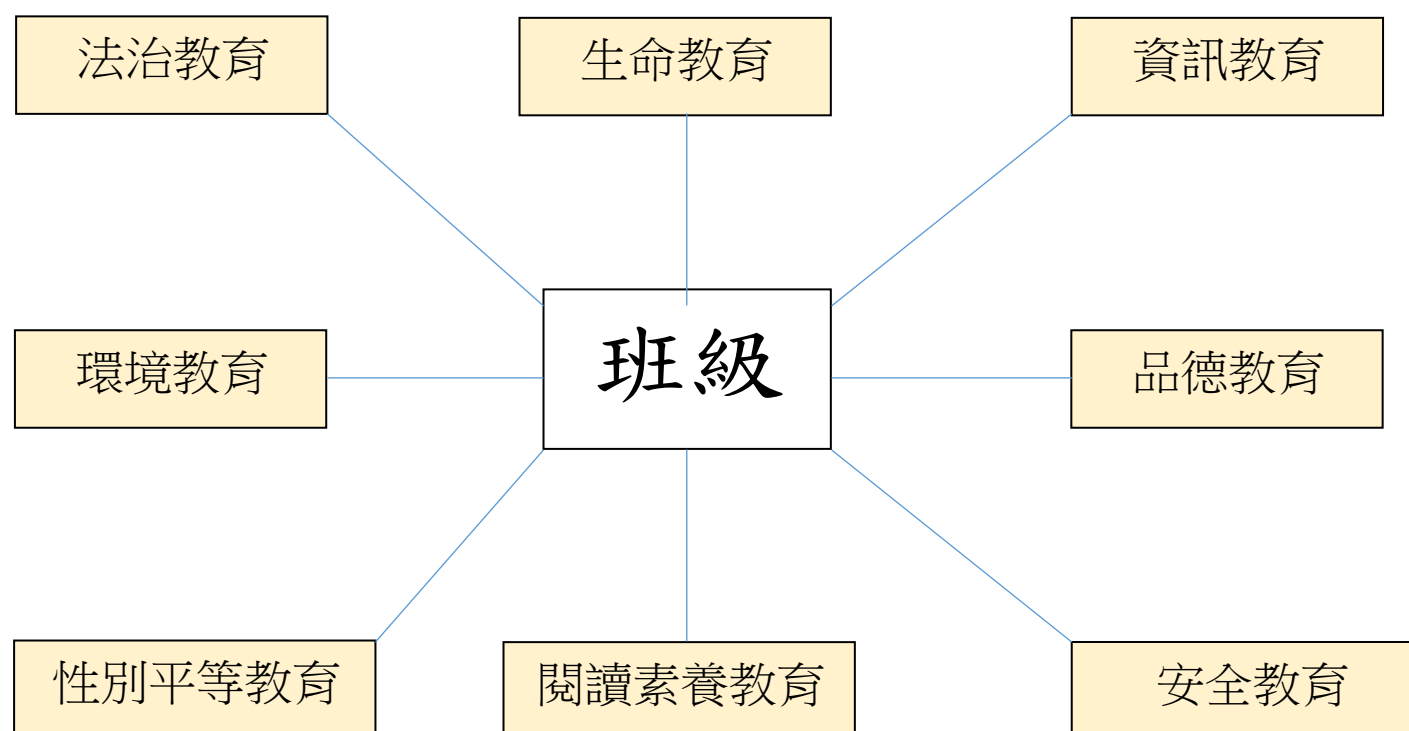 法治教育
生命教育
資訊教育
環境教育
班級
品德教育
性別平等教育
閱讀素養教育
安全教育